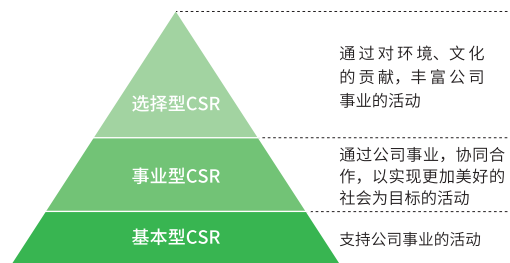 选择型CSR
通过对环境、文化
的贡献，丰富公司
事业的活动
事业型CSR
通过公司事业，协同合
作，以实现更加美好的
社会为目标的活动
基本型CSR
支持公司事业的活动